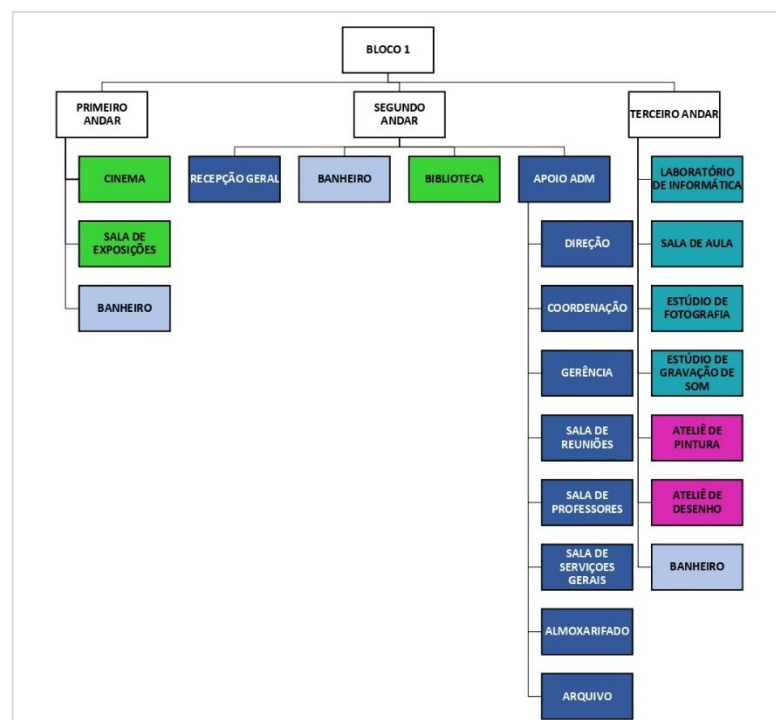 BLOCO 1
PRIMEIRO
ANDAR
SEGUNDO
ANDAR
TERCEIRO ANDAR
CINEMA
SALA DE
EXPOSIÇÕES
BANHEIRO
RECEPÇÃO GERAL
BANHEIRO
BIBLIOTECA
APOIO ADM
DIREÇÃO
COORDENAÇÃO
GERÊNCIA
SALA DE
REUNIÕES
SALA DE
PROFESSORES
SALA DE
SERVIÇOES
GERAIS
ALMOXARIFADO
ARQUIVO
LABORATÓRIO
DE INFORMÁTICA
SALA DE AULA
ESTÚDIO DE
FOTOGRAFIA
ESTÚDIO DE
GRAVAÇÃO DE
SOM
ATELIÊ DE
PINTURA
ATELIÊ DE
DESENHO
BANHEIRO